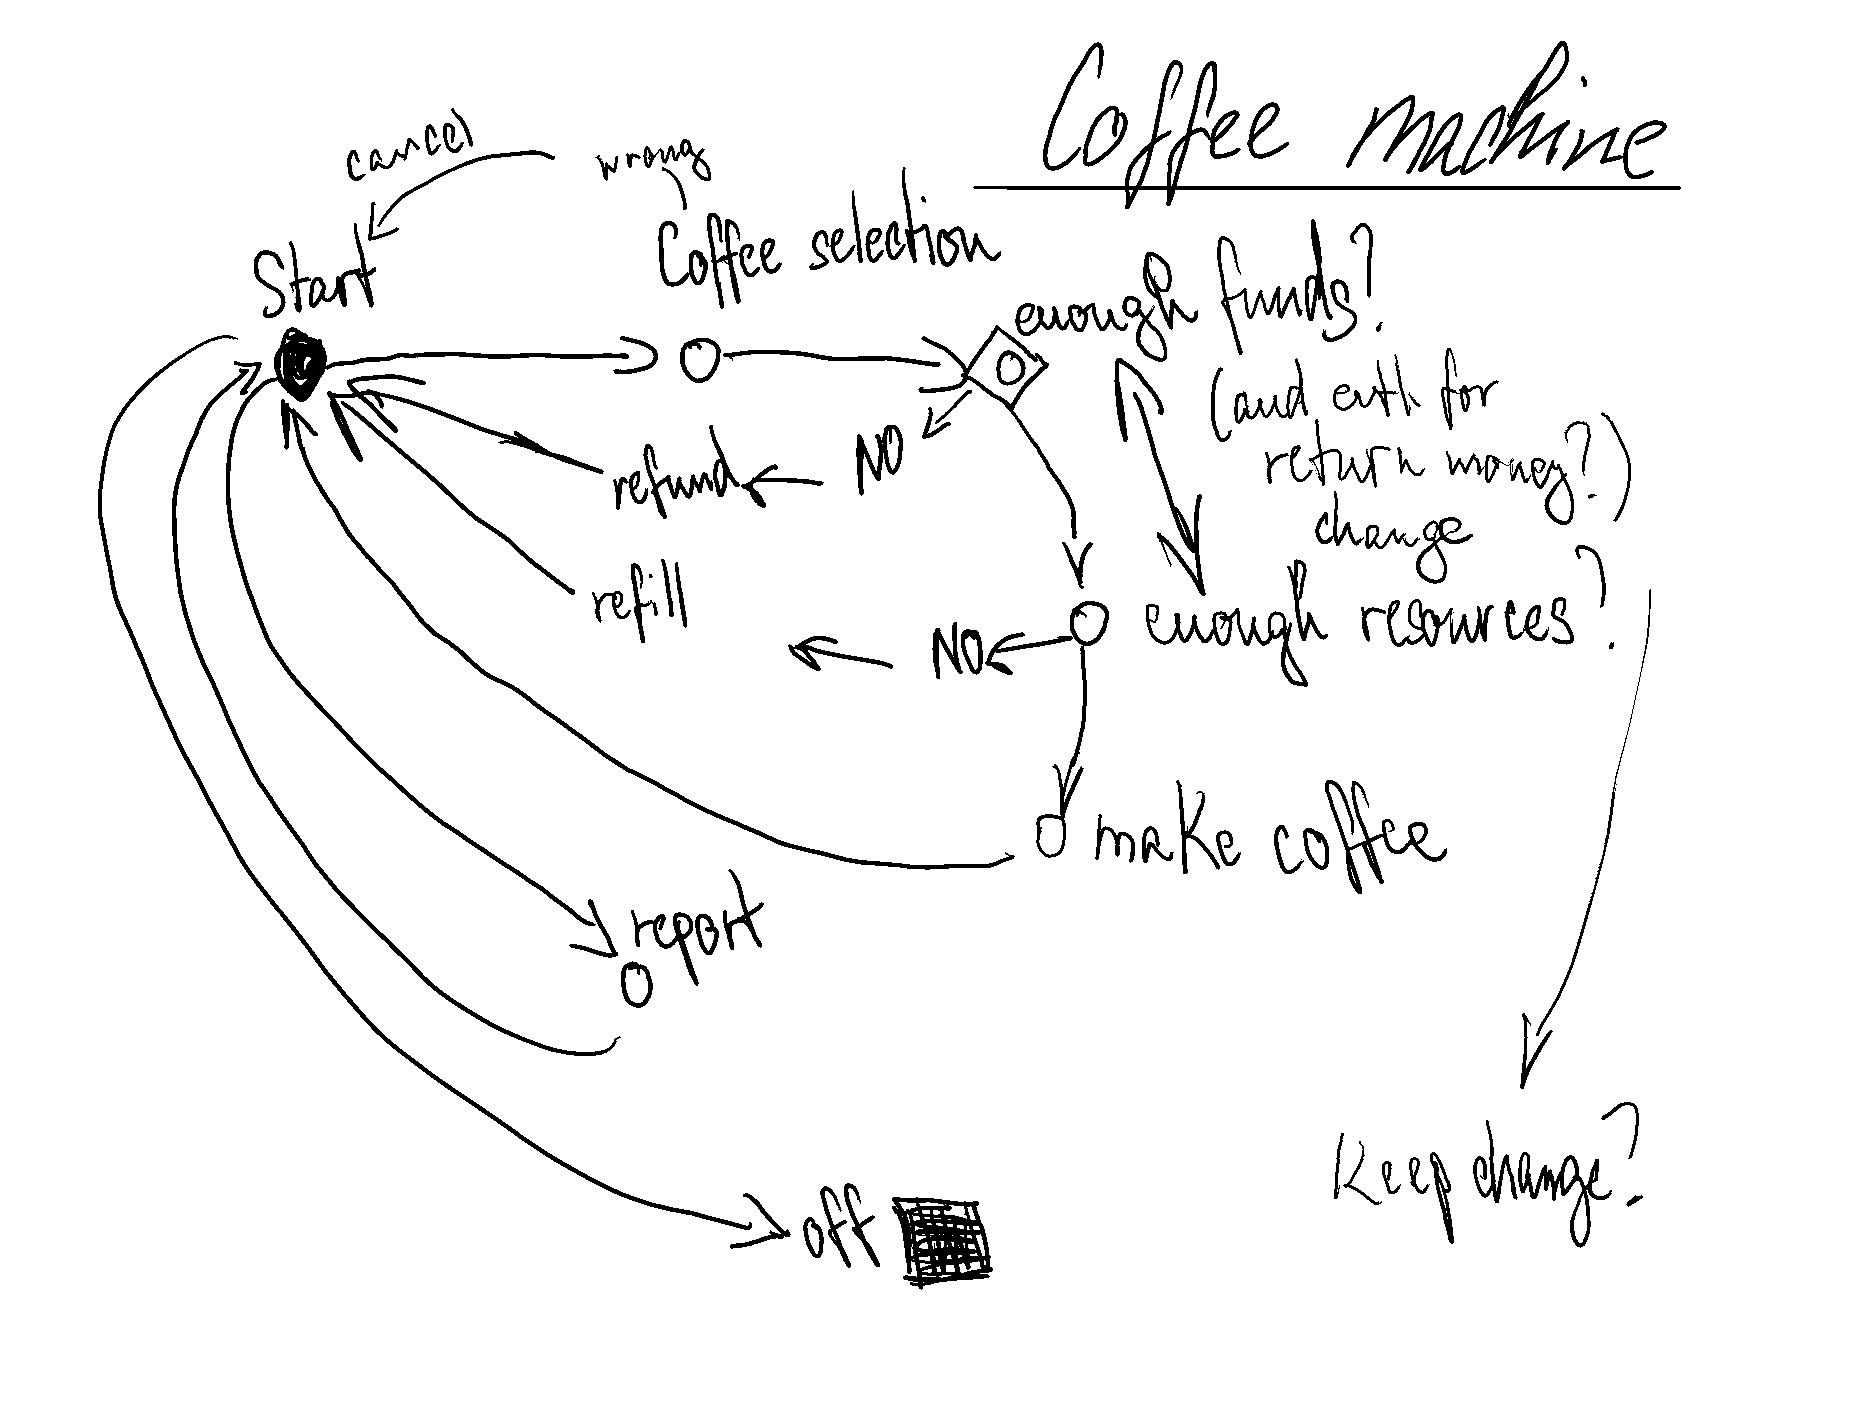 Coffee machine
cancel
wrong
Start
Coffee selection
enough funds?
(and enth for
return money?)
change
NO
refund
refill
enough resources?
NO
make coffee
report
Keep change?
off